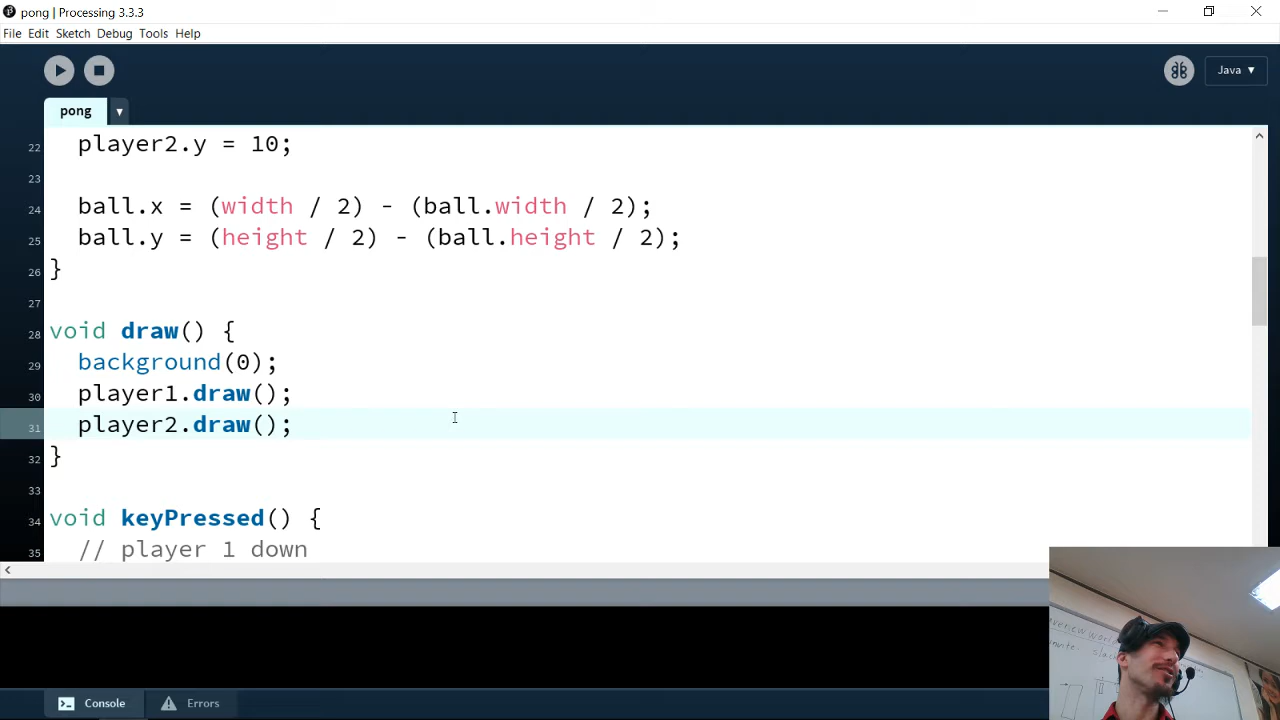 pong | Processing 3.3.3
File Edit Sketch Debug Tools Help
Java ▼
pong ▼
22 player2.y = 10;
23
24 ball.x = (width / 2) - (ball.width / 2);
25 ball.y = (height / 2) - (ball.height / 2);
26 }
27
28 void draw() {
29 background(0);
30 player1.draw();
31 player2.draw();
32 }
33
34 void keyPressed() {
35 // player 1 down
Console Errors